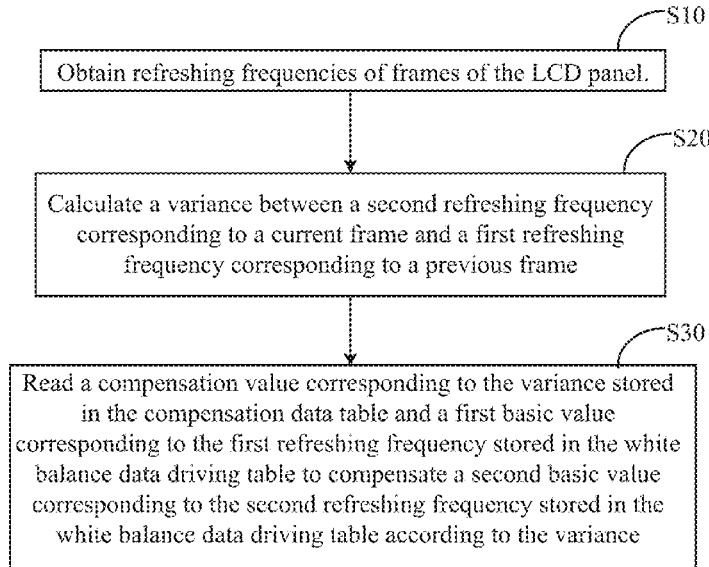 S10
Obtain refreshing frequencies of frames of the LCD panel.
S20
Calculate a variance between a second refreshing frequency
corresponding to a current frame and a first refreshing
frequency corresponding to a previous frame
S30
Read a compensation value corresponding to the variance stored
in the compensation data table and a first basic value
corresponding to the first refreshing frequency stored in the white
balance data driving table to compensate a second basic value
corresponding to the second refreshing frequency stored in the
white balance data driving table according to the variance